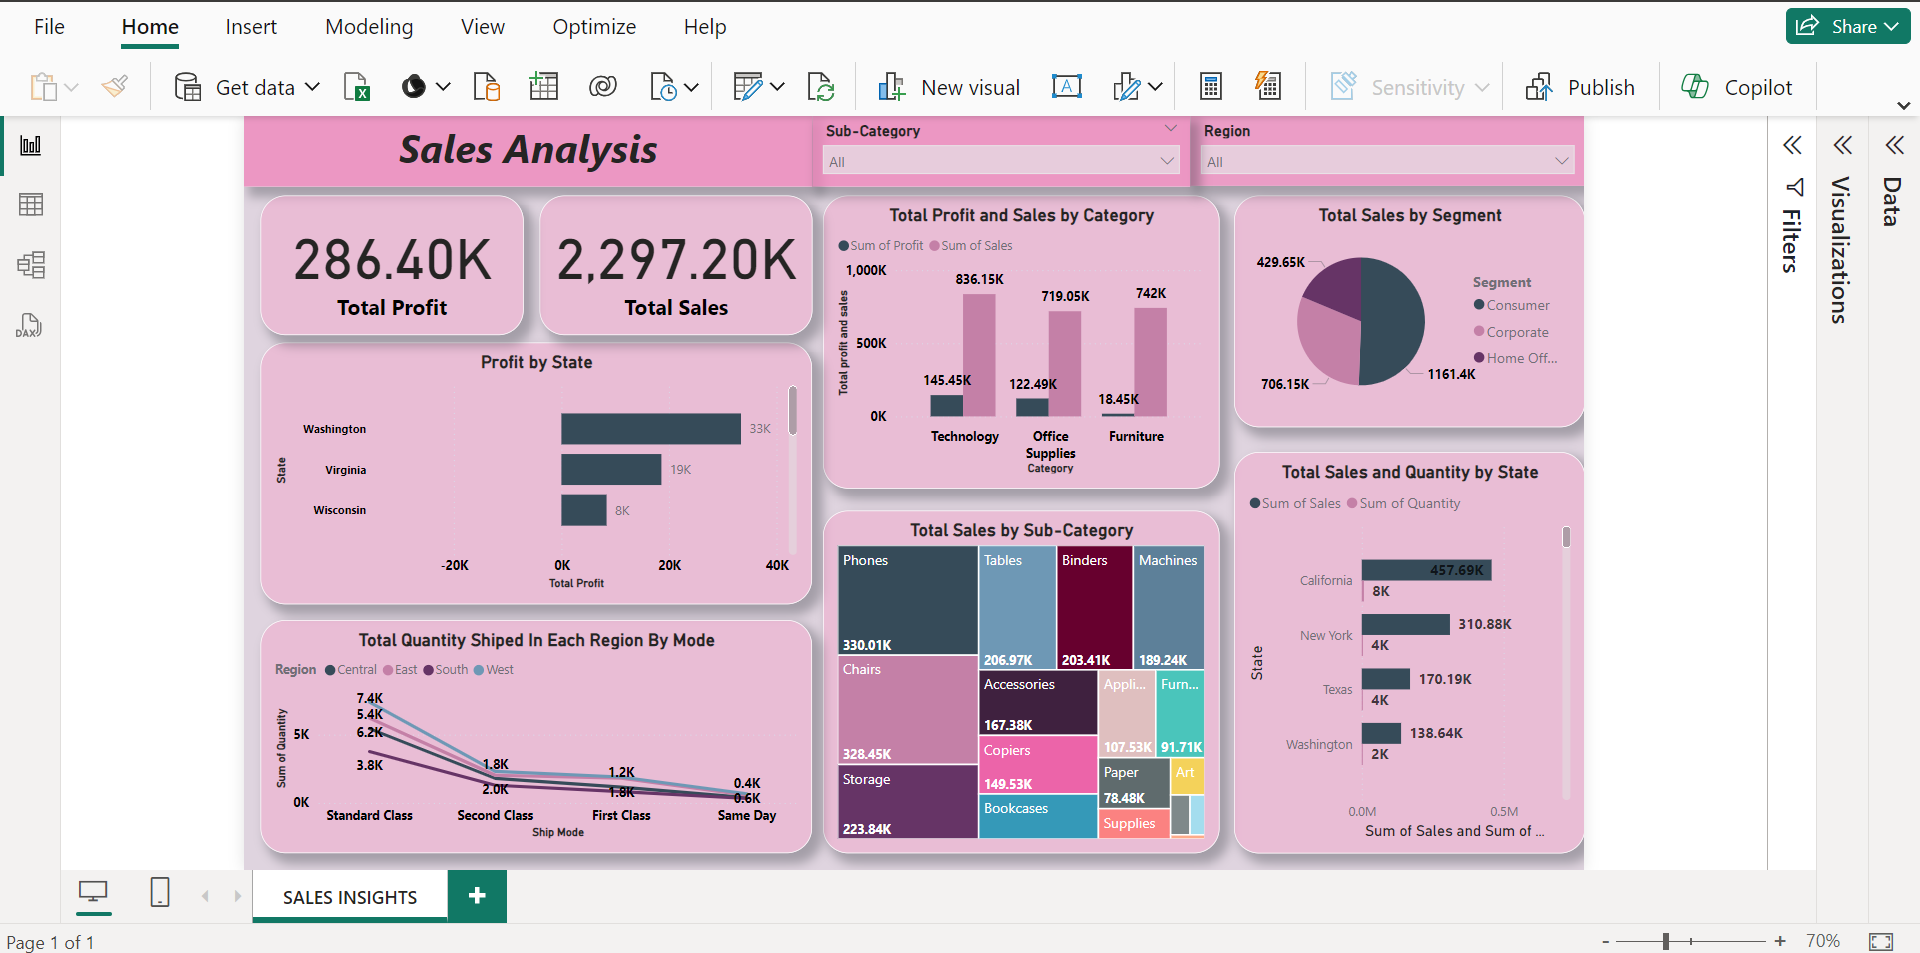 File Home Insert Modeling View Optimize Help Share
Get data New visual Sensitivity Publish Copilot
Sales Analysis
Sub-Category
All
Region
All
286.40K
Total Profit
2,297.20K
Total Sales
Total Profit and Sales by Category
Sum of Profit Sum of Sales
Total profit and sales
1,000K
500K
0K
836.15K
719.05K
742K
145.45K
122.49K
18.45K
Technology
Office
Supplies
Furniture
Category
Total Sales by Segment
429.65K
706.15K
1161.4K
Segment
Consumer
Corporate
Home Off...
Profit by State
State
Washington
33K
Virginia
19K
Wisconsin
8K
-20K 0K 20K 40K
Total Profit
Total Sales by Sub-Category
Phones
330.01K
Chairs
328.45K
Storage
223.84K
Tables
206.97K
Binders
203.41K
Machines
189.24K
Accessories
167.38K
Copiers
149.53K
Bookcases
Appli...
107.53K
Furn...
91.71K
Paper
78.48K
Art
Supplies
Total Sales and Quantity by State
Sum of Sales Sum of Quantity
State
California
457.69K
8K
New York
310.88K
4K
Texas
170.19K
4K
Washington
138.64K
2K
0.0M 0.5M
Sum of Sales and Sum of ...
Total Quantity Shiped In Each Region By Mode
Region Central East South West
Sum of Quantity
5K
0K
7.4K
5.4K
6.2K
3.8K
1.8K
2.0K
1.2K
1.8K
0.4K
0.6K
Standard Class Second Class First Class Same Day
Ship Mode
Filters
Visualizations
Data
DAX
SALES INSIGHTS
+
Page 1 of 1
- + 70%